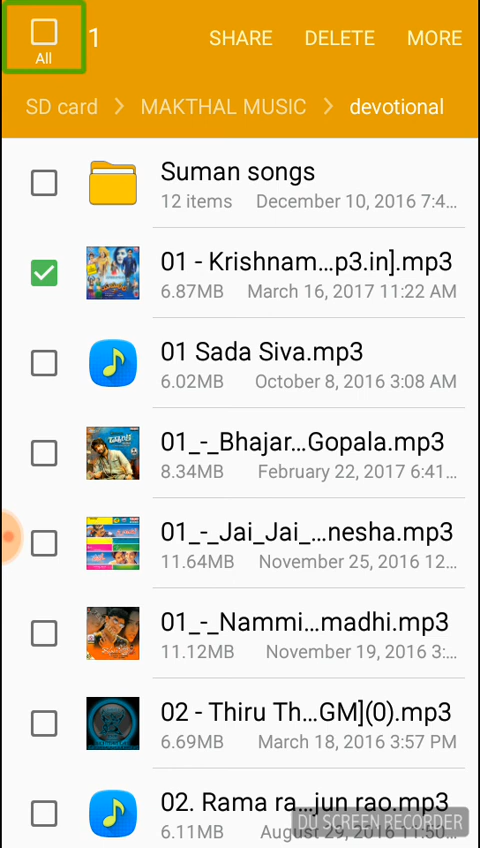 1 SHARE DELETE MORE
All
SD card > MAKTHAL MUSIC > devotional
Suman songs
12 items December 10, 2016 7:4...
01 - Krishnam...p3.in].mp3
6.87MB March 16, 2017 11:22 AM
01 Sada Siva.mp3
6.02MB October 8, 2016 3:08 AM
01_-_Bhajar...Gopala.mp3
8.34MB February 22, 2017 6:41...
01_-_Jai_Jai_...nesha.mp3
11.64MB November 25, 2016 12...
01_-_Nammi...madhi.mp3
11.12MB November 19, 2016 3:...
02 - Thiru Th...GM](0).mp3
6.69MB March 18, 2016 3:57 PM
02. Rama ra...jun rao.mp3
DU SCREEN RECORDER
6.11MB August 29, 2016 11:50...